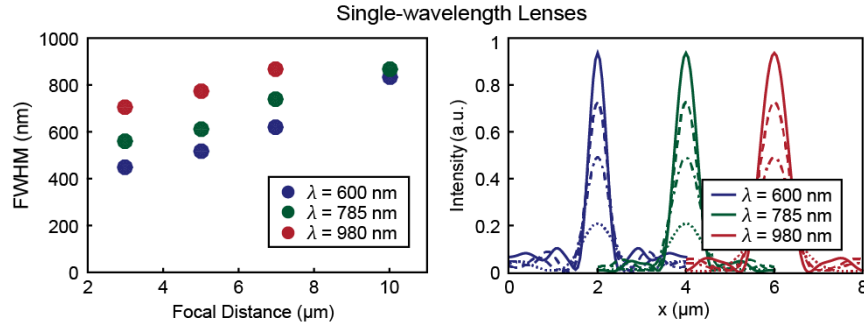 Single-wavelength Lenses
1000
800
600
400
200
0
FWHM (nm)
λ = 600 nm
λ = 785 nm
λ = 980 nm
2
4
6
8
10
Focal Distance (μm)
1
0.8
0.6
0.4
0.2
0
Intensity (a.u.)
λ = 600 nm
λ = 785 nm
λ = 980 nm
0
2
4
6
8
x (μm)